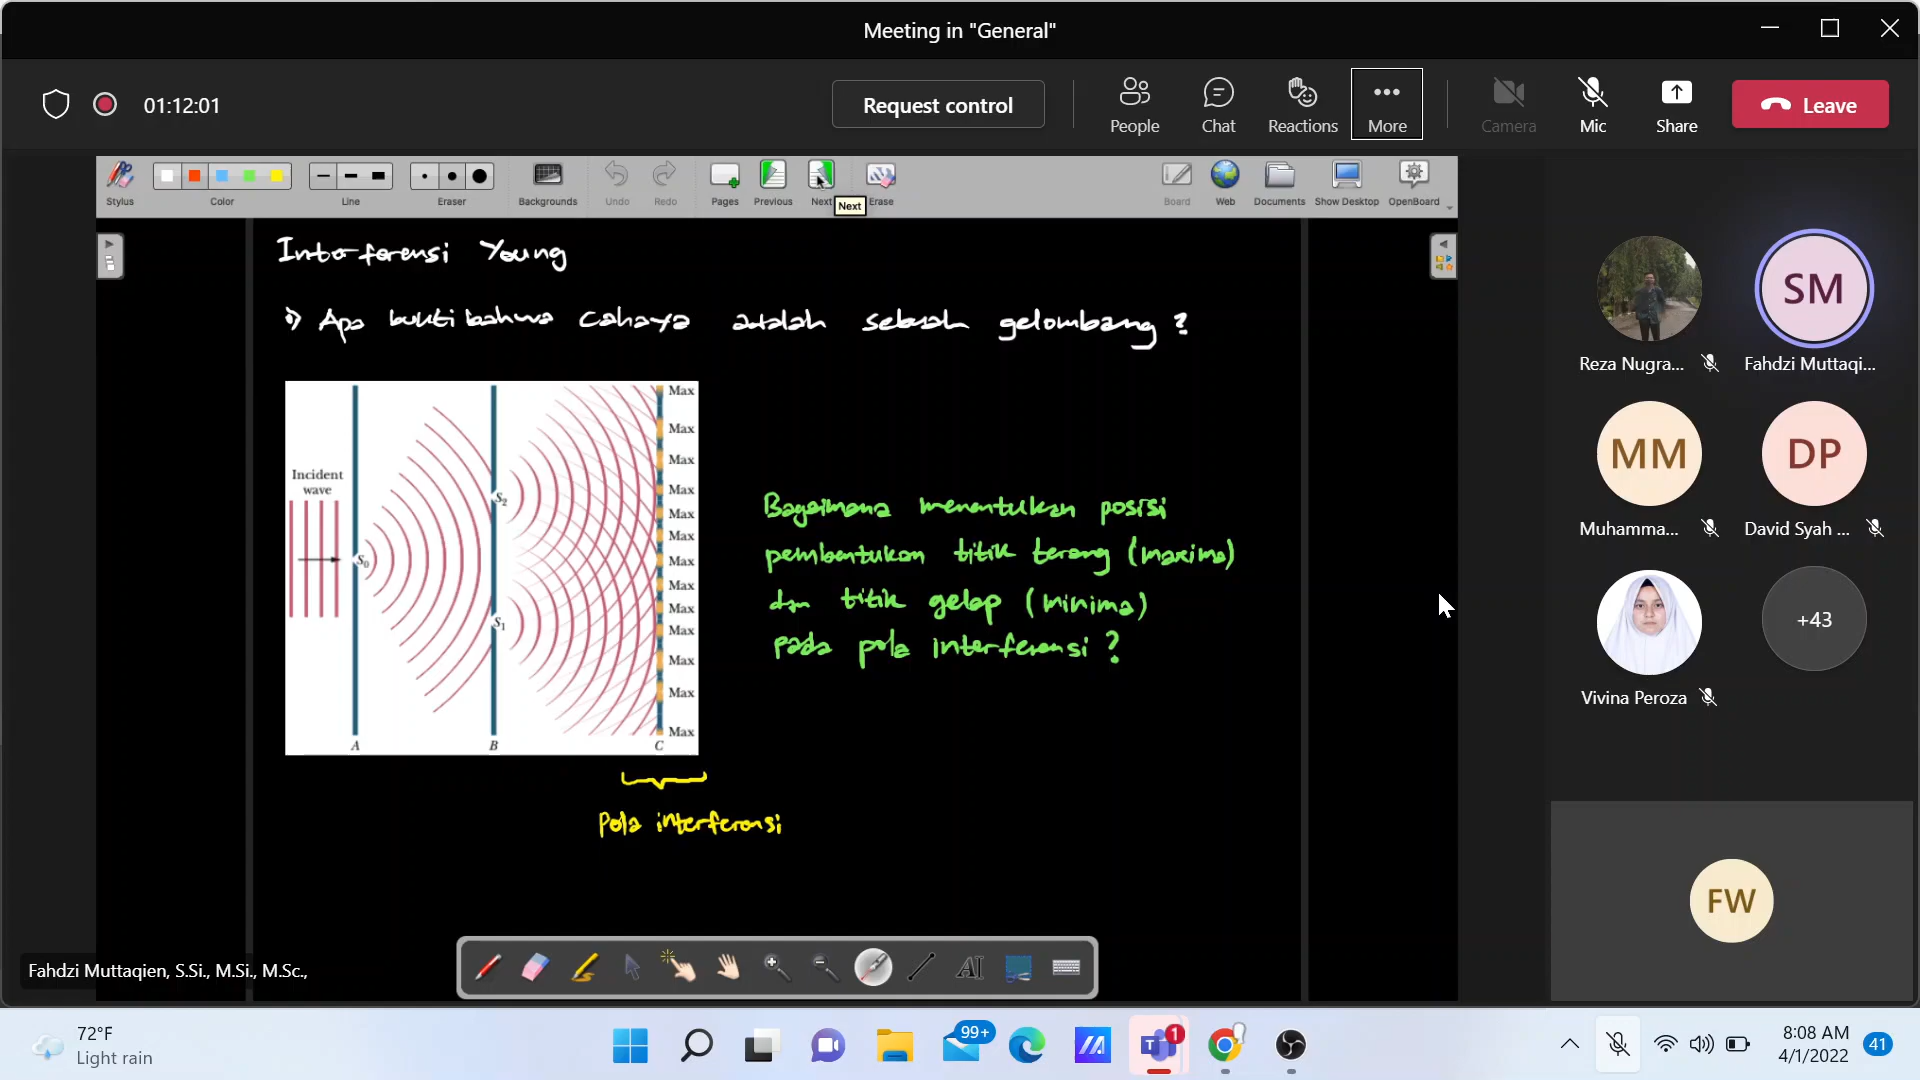 Meeting in "General"
01:12:01
Request control
People
Chat
Reactions
More
Camera
Mic
Share
Leave
Stylus
Color
Line
Eraser
Backgrounds
Undo
Redo
Pages
Previous
Next
Next
Erase
Board
Web
Documents
Show Desktop
OpenBoard
Interferensi Young
Apa bukti bahwa cahaya adalah sebuah gelombang ?
Incident
wave
S0
S2
S1
Max
Max
Max
Max
Max
Max
Max
Max
Max
Max
Max
Max
Max
A
B
C
Bagaimana menentukan posisi
pembentukan titik terang (maxima)
dan titik gelap (minima)
pada pola interferensi ?
Pola interferensi
Reza Nugra...
SM
Fahdzi Muttaqi...
MM
Muhamma...
DP
David Syah ...
Vivina Peroza
+43
FW
Fahdzi Muttaqien, S.Si., M.Si., M.Sc.,
AI
72°F
Light rain
99+
T
1
8:08 AM
4/1/2022
41